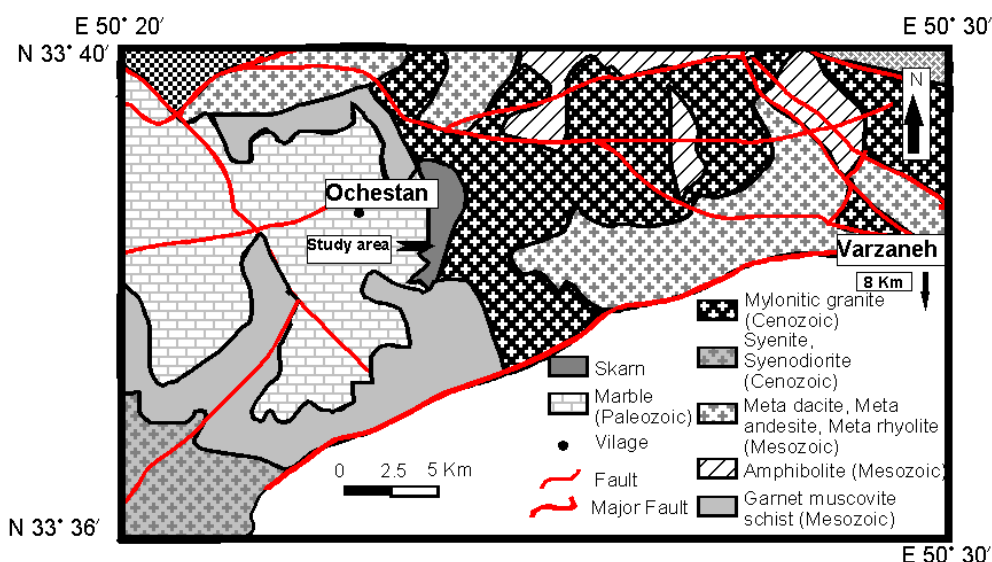 E 50° 20′
E 50° 30′
N 33° 40′
N
Ochestan
Study area
Varzaneh
8 Km
Mylonitic granite
(Cenozoic)
Syenite,
Syenodiorite
(Cenozoic)
Meta dacite, Meta
andesite, Meta rhyolite
(Mesozoic)
Amphibolite (Mesozoic)
Garnet muscovite
schist (Mesozoic)
Skarn
Marble
(Paleozoic)
Vilage
Fault
Major Fault
0 2.5 5 Km
N 33° 36′
E 50° 30′